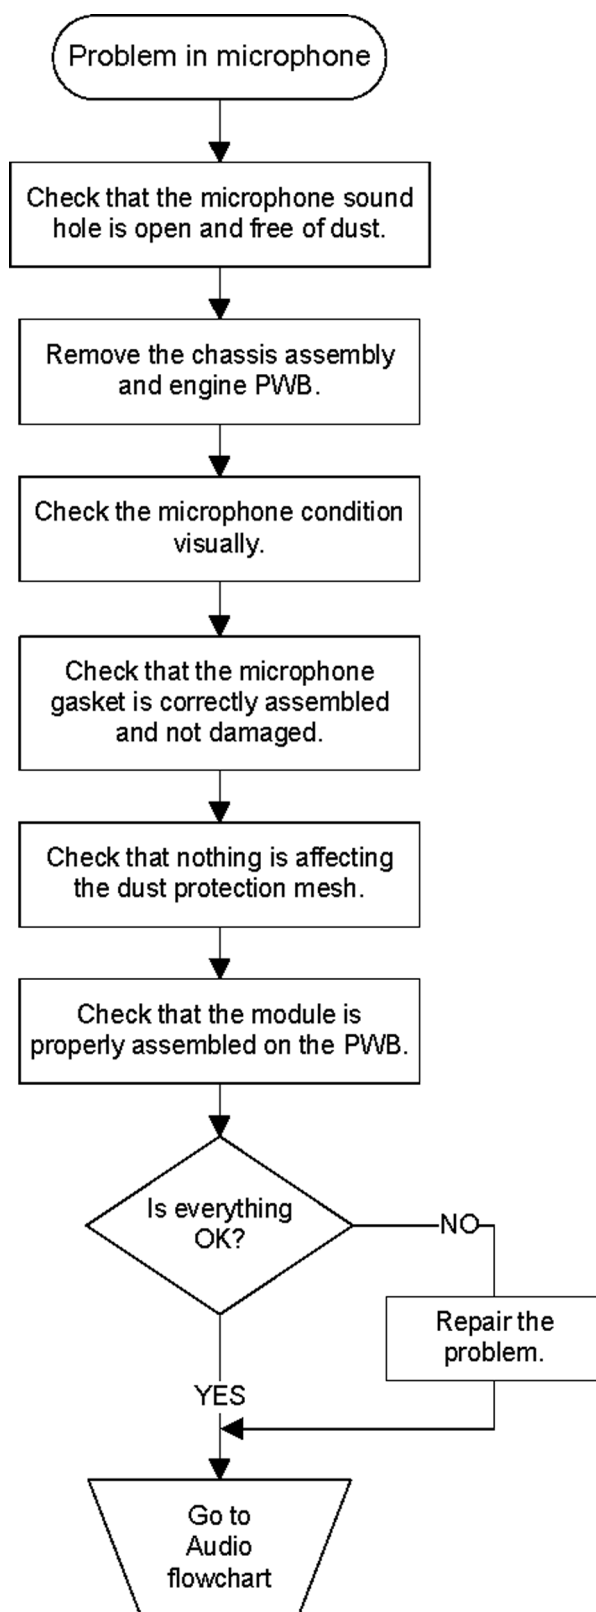 Problem in microphone
Check that the microphone sound
hole is open and free of dust.
Remove the chassis assembly
and engine PWB.
Check the microphone condition
visually.
Check that the microphone
gasket is correctly assembled
and not damaged.
Check that nothing is affecting
the dust protection mesh.
Check that the module is
properly assembled on the PWB.
Is everything
OK?
NO
Repair the
problem.
YES
Go to
Audio
flowchart